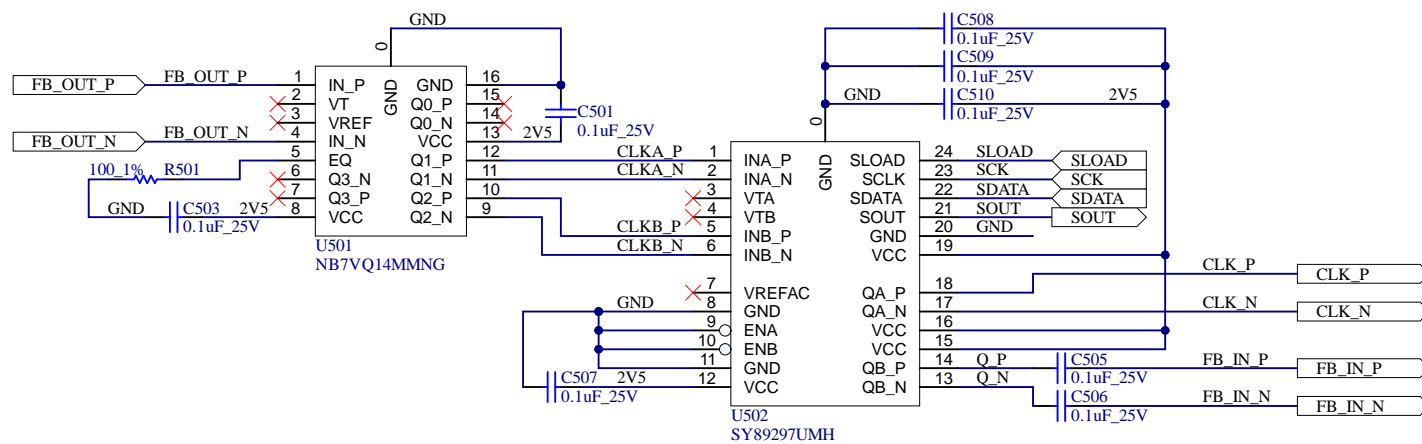 GND
C508
0.1uF_25V
0
C509
0.1uF_25V
FB_OUT_P
FB_OUT_P
1
IN_P
GND
GND
16
2
VT
Q0_P
15
GND
C510
2V5
0.1uF_25V
3
VREF
Q0_N
14
C501
0.1uF_25V
0
FB_OUT_N
FB_OUT_N
4
IN_N
VCC
13
2V5
5
EQ
Q1_P
12
CLKA_P
1
INA_P
GND
SLOAD
24
SLOAD
SLOAD
100_1%
R501
6
Q3_N
Q1_N
11
CLKA_N
2
INA_N
SCLK
23
SCK
SCK
7
Q3_P
Q2_P
10
3
VTA
SDATA
22
SDATA
SDATA
GND
C503
0.1uF_25V
2V5
8
VCC
Q2_N
9
4
VTB
SOUT
21
SOUT
SOUT
CLKB_P
5
INB_P
GND
20
GND
U501
NB7VQ14MMNG
CLKB_N
6
INB_N
VCC
19
CLK_P
CLK_P
7
VREFAC
QA_P
18
GND
8
GND
QA_N
17
CLK_N
CLK_N
9
ENA
VCC
16
10
ENB
VCC
15
11
GND
QB_P
14
Q_P
C505
0.1uF_25V
FB_IN_P
FB_IN_P
C507
0.1uF_25V
2V5
12
VCC
QB_N
13
Q_N
C506
0.1uF_25V
FB_IN_N
FB_IN_N
U502
SY89297UMH